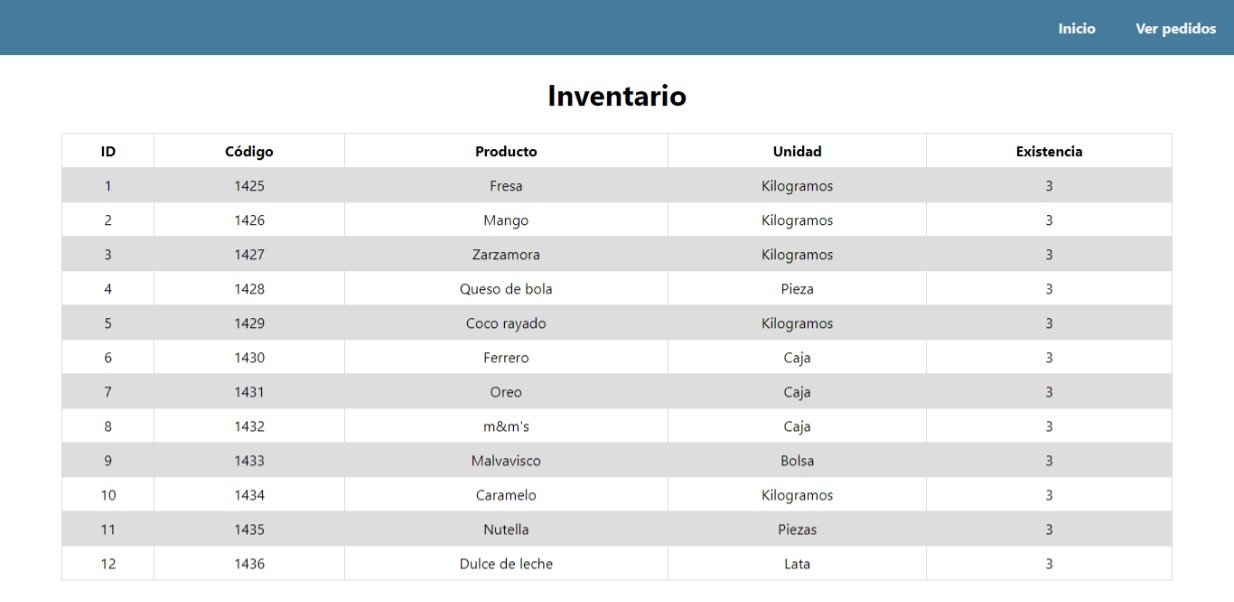 Inicio Ver pedidos
Inventario
ID Código Producto Unidad Existencia
1 1425 Fresa Kilogramos 3
2 1426 Mango Kilogramos 3
3 1427 Zarzamora Kilogramos 3
4 1428 Queso de bola Pieza 3
5 1429 Coco rayado Kilogramos 3
6 1430 Ferrero Caja 3
7 1431 Oreo Caja 3
8 1432 m&m's Caja 3
9 1433 Malvavisco Bolsa 3
10 1434 Caramelo Kilogramos 3
11 1435 Nutella Piezas 3
12 1436 Dulce de leche Lata 3